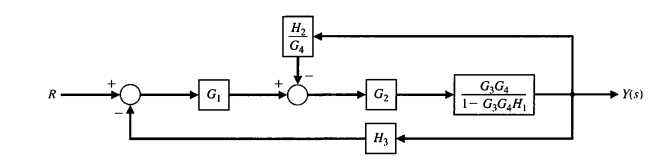 H₂
G₄
−
R
+
−
G₁
+
G₂
G₃G₄
1 − G₃G₄H₁
Y(s)
H₃